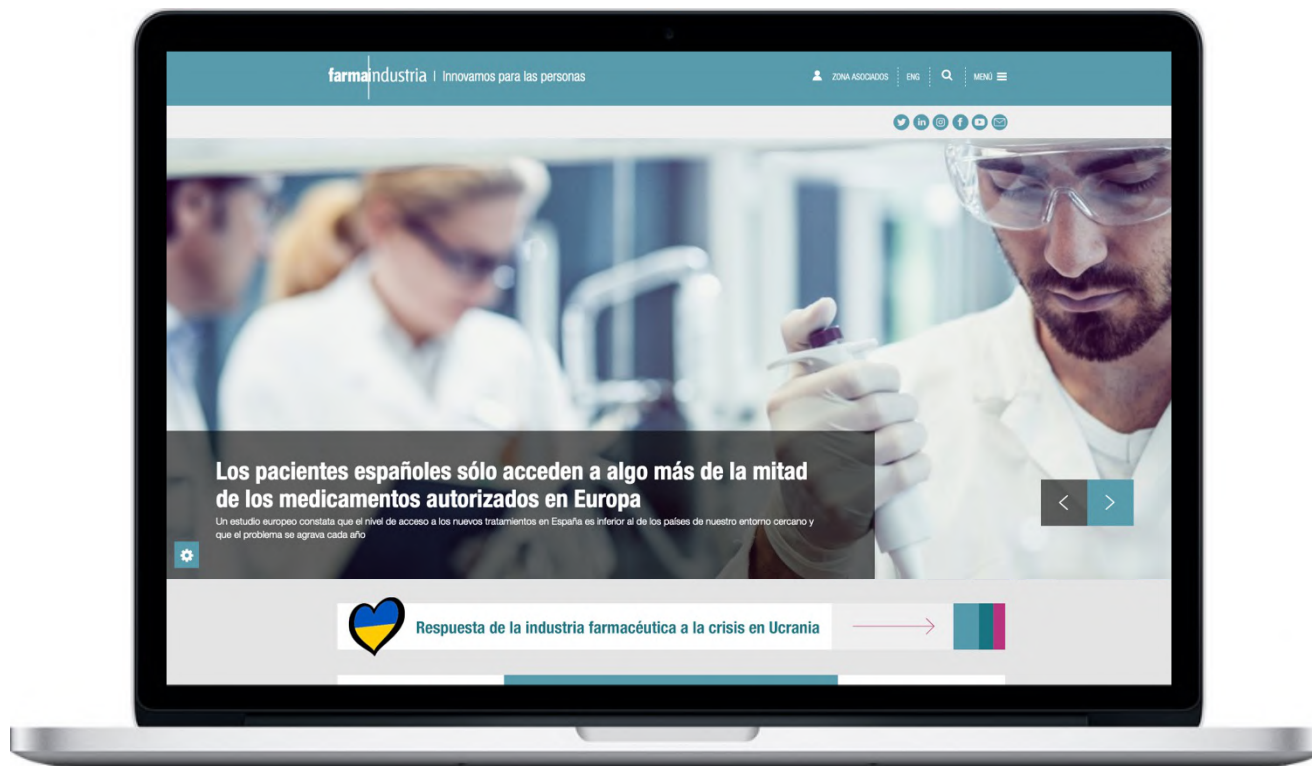 farmaindustria | Innovamos para las personas
ZONA ASOCIADOS ENG MENÚ
Los pacientes españoles sólo acceden a algo más de la mitad
de los medicamentos autorizados en Europa
Un estudio europeo constata que el nivel de acceso a los nuevos tratamientos en España es inferior al de los países de nuestro entorno cercano y
que el problema se agrava cada año
Respuesta de la industria farmacéutica a la crisis en Ucrania